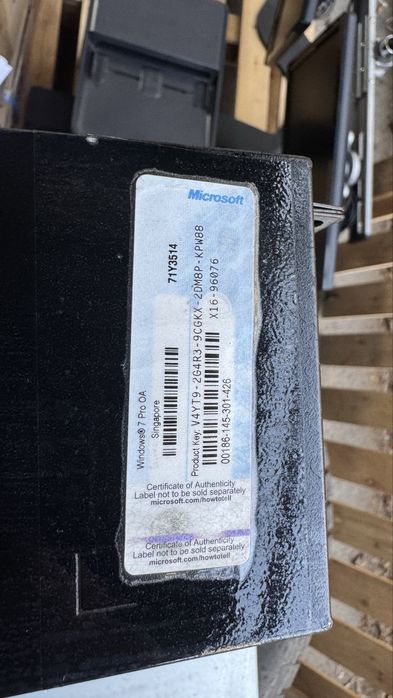 Microsoft
Windows® 7 Pro OA
Singapore
71Y3514
Product Key: V4YT9-2G4R3-9CGKX-2DM8P-KPW88
00186-145-301-426
X16-96076
Certificate of Authenticity
Label not to be sold separately
microsoft.com/howtotell
Certificate of Authenticity
Label not to be sold separately
microsoft.com/howtotell